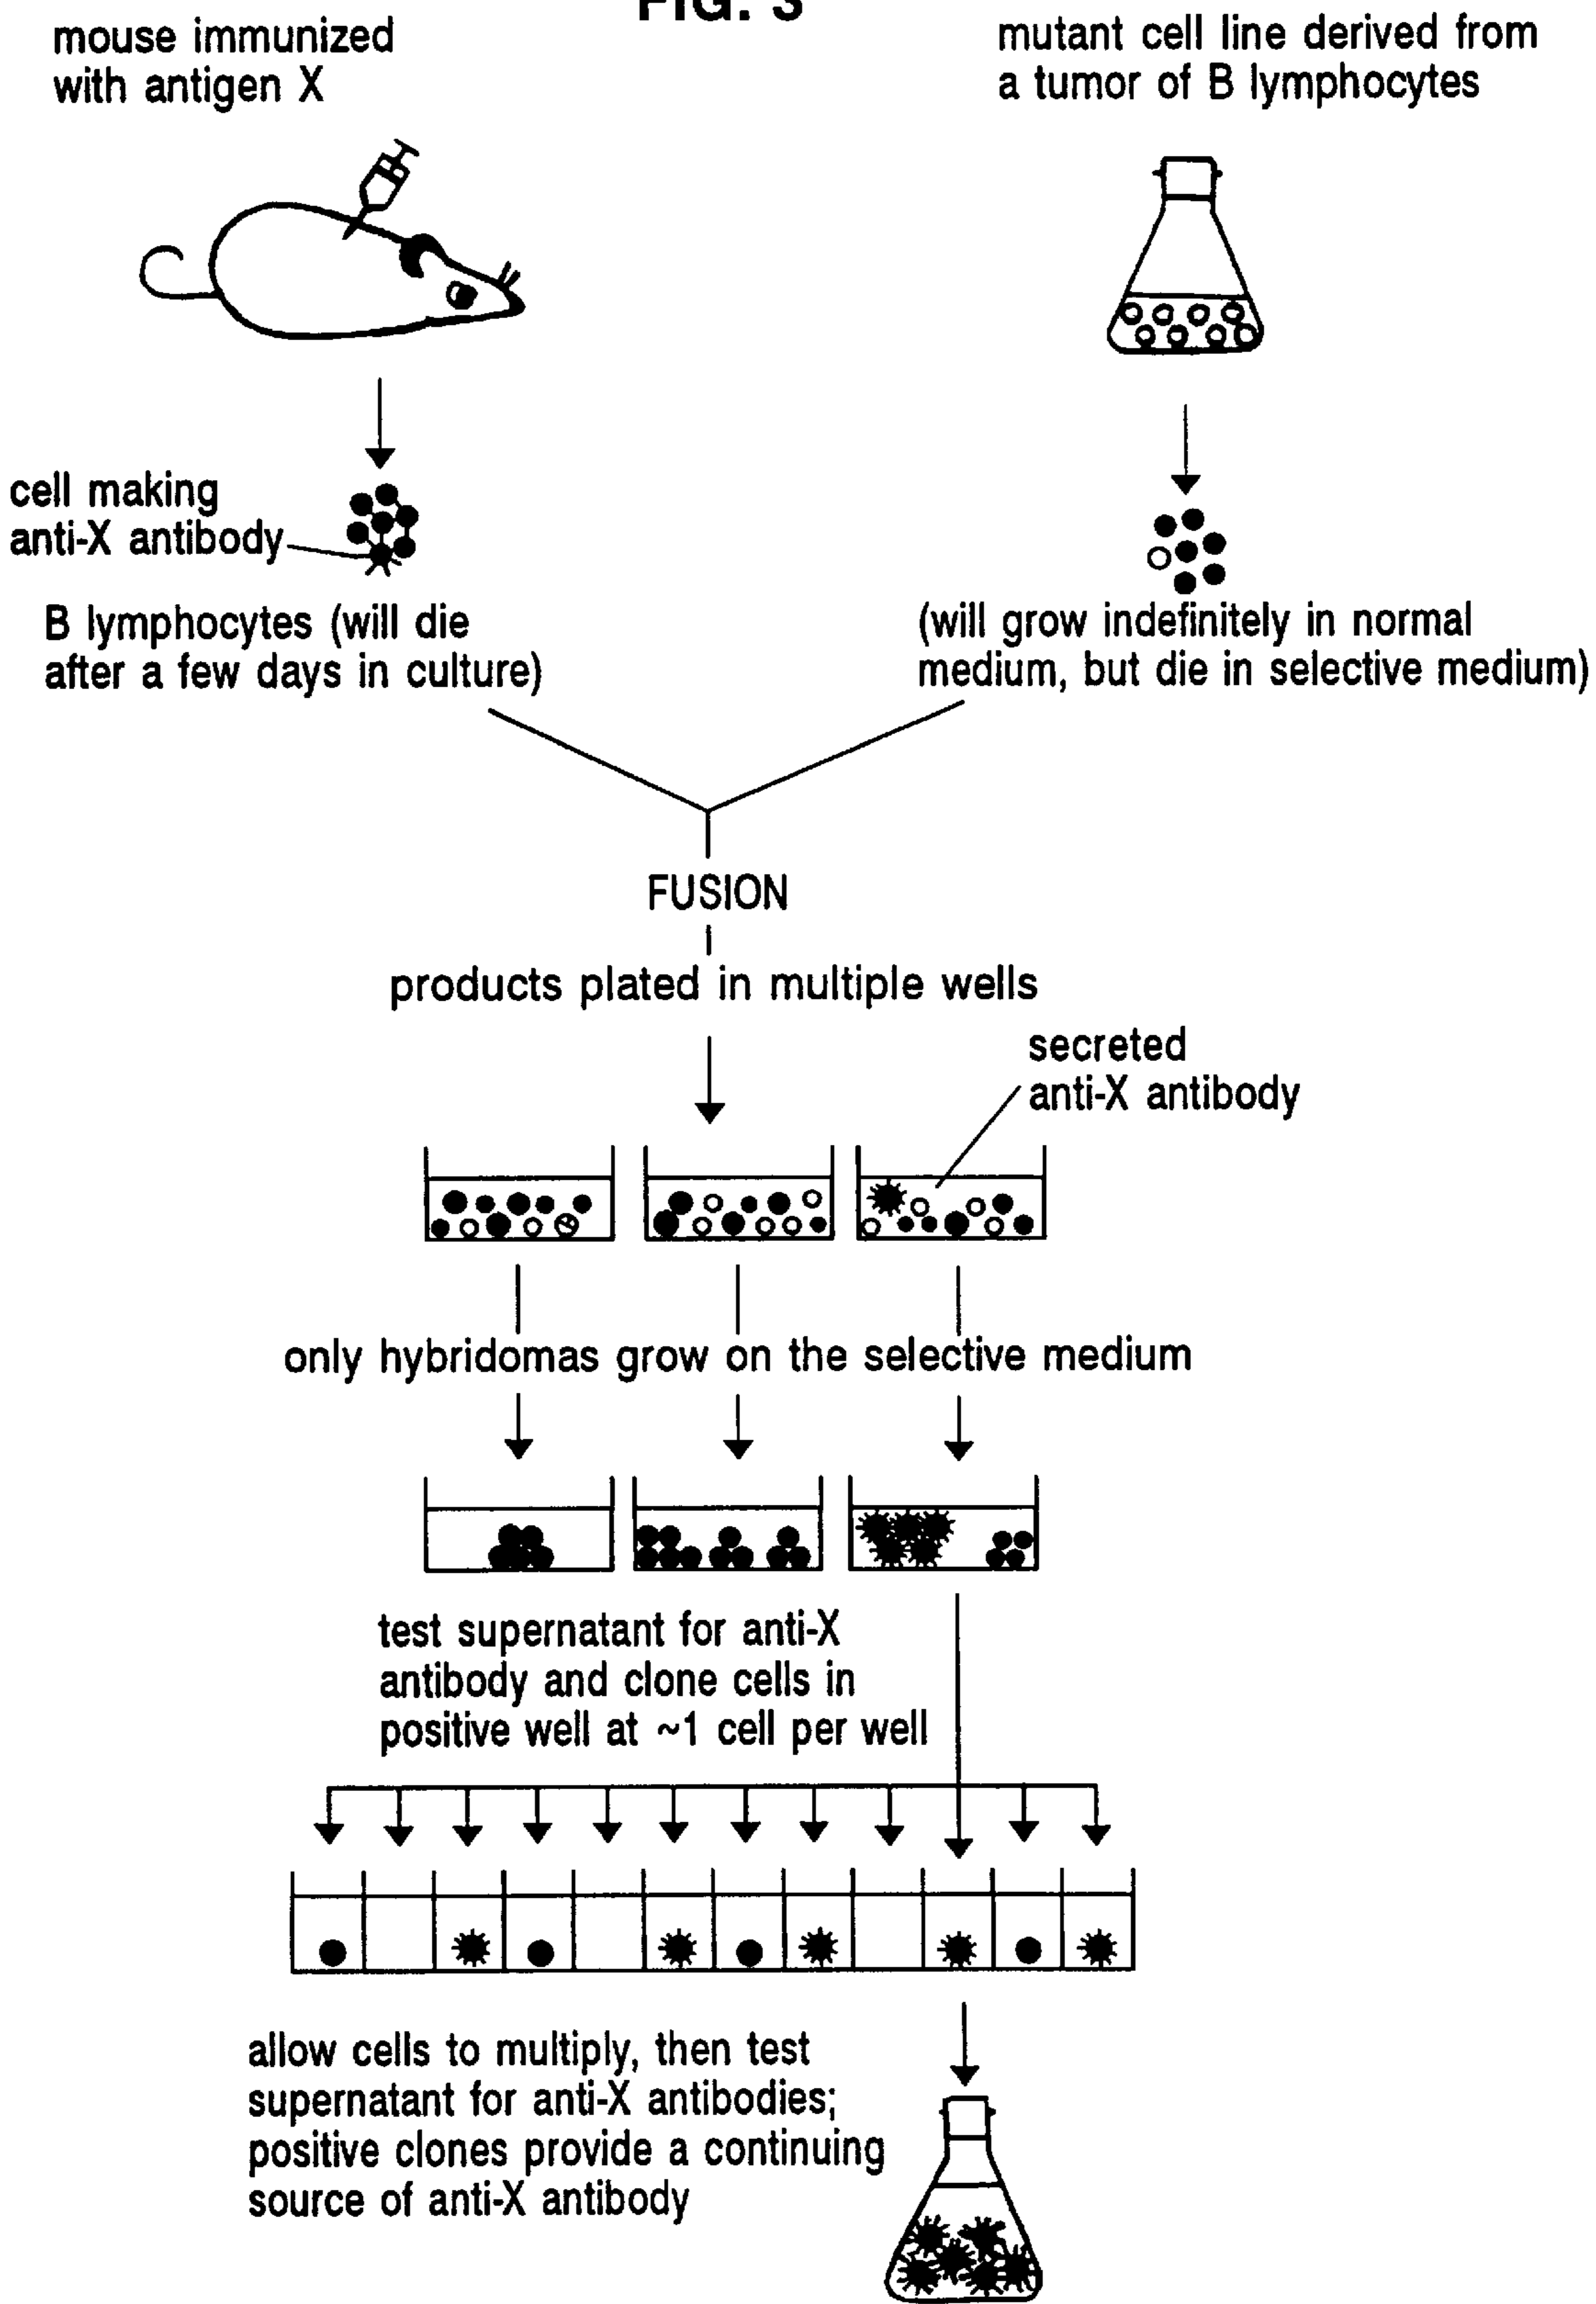 FIG. 3
mouse immunized
with antigen X
mutant cell line derived from
a tumor of B lymphocytes
cell making
anti-X antibody
B lymphocytes (will die
after a few days in culture)
(will grow indefinitely in normal
medium, but die in selective medium)
FUSION
products plated in multiple wells
secreted
anti-X antibody
only hybridomas grow on the selective medium
test supernatant for anti-X
antibody and clone cells in
positive well at ~1 cell per well
allow cells to multiply, then test
supernatant for anti-X antibodies;
positive clones provide a continuing
source of anti-X antibody